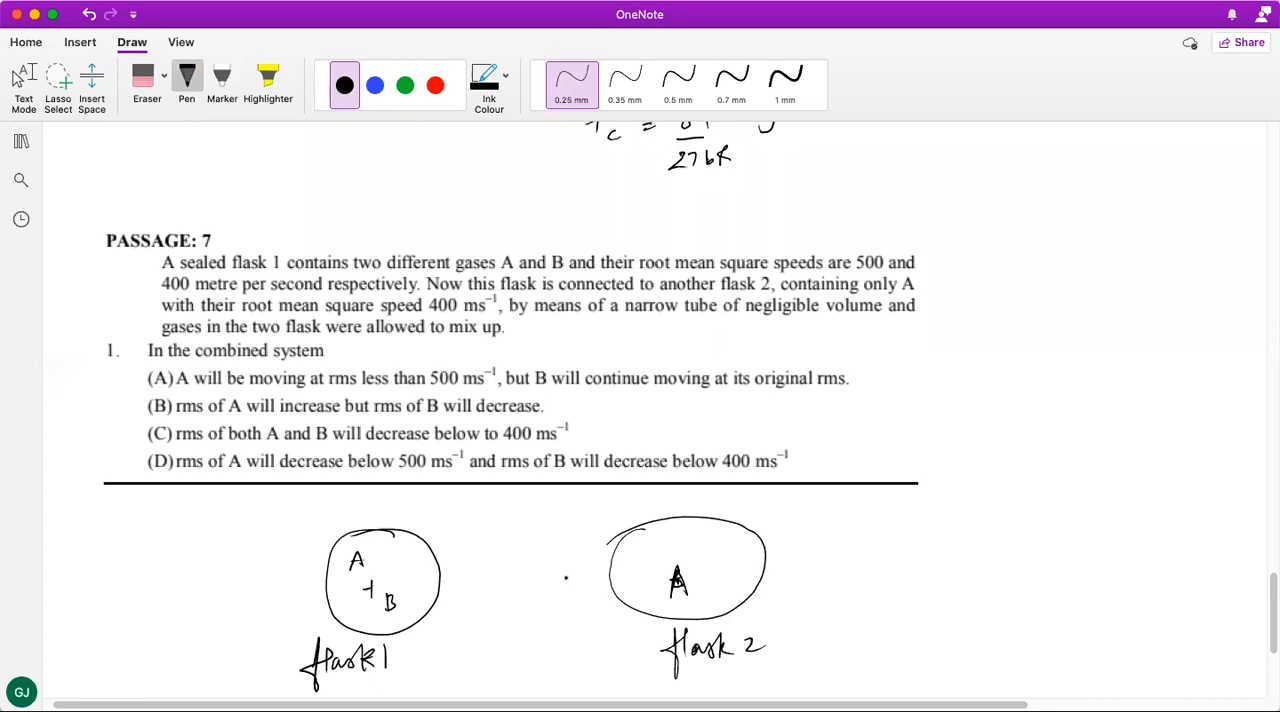 OneNote
Home Insert Draw View
Share
Text Mode
Lasso Select
Insert Space
Eraser
Pen
Marker
Highlighter
Ink Colour
0.25 mm
0.35 mm
0.5 mm
0.7 mm
1 mm
c =
27bR
PASSAGE: 7
A sealed flask 1 contains two different gases A and B and their root mean square speeds are 500 and
400 metre per second respectively. Now this flask is connected to another flask 2, containing only A
with their root mean square speed 400 ms⁻¹, by means of a narrow tube of negligible volume and
gases in the two flask were allowed to mix up.
1. In the combined system
(A) A will be moving at rms less than 500 ms⁻¹, but B will continue moving at its original rms.
(B) rms of A will increase but rms of B will decrease.
(C) rms of both A and B will decrease below to 400 ms⁻¹
(D) rms of A will decrease below 500 ms⁻¹ and rms of B will decrease below 400 ms⁻¹
A
+
B
A
flask 1
flask 2
GJ